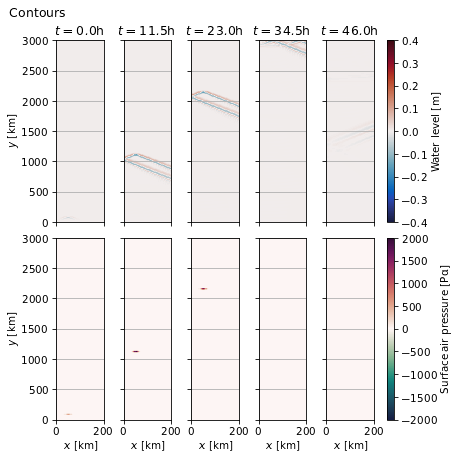 Contours
t = 0.0h t = 11.5h t = 23.0h t = 34.5h t = 46.0h
3000 2500 2000 1500 1000 500 0
y [km]
0.4 0.3 0.2 0.1 0.0 −0.1 −0.2 −0.3 −0.4
Water level [m]
3000 2500 2000 1500 1000 500 0
y [km]
2000 1500 1000 500 0 −500 −1000 −1500 −2000
Surface air pressure [Pa]
0 200 0 200 0 200 0 200 0 200
x [km] x [km] x [km] x [km] x [km]